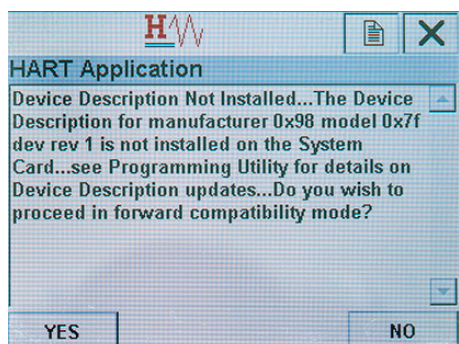 H
HART Application
Device Description Not Installed...The Device
Description for manufacturer 0x98 model 0x7f
dev rev 1 is not installed on the System
Card...see Programming Utility for details on
Device Description updates...Do you wish to
proceed in forward compatibility mode?
YES NO